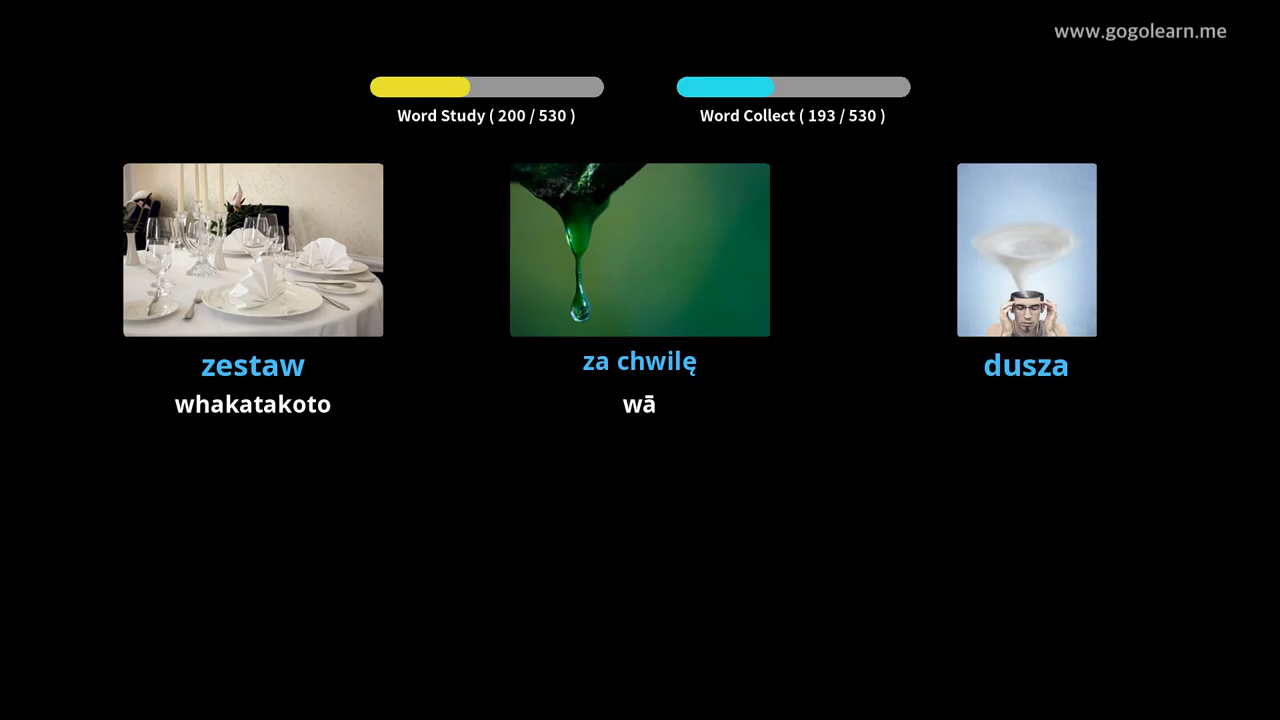 www.gogolearn.me
Word Study ( 200 / 530 )
Word Collect ( 193 / 530 )
zestaw
za chwilę
dusza
whakatakoto
wā